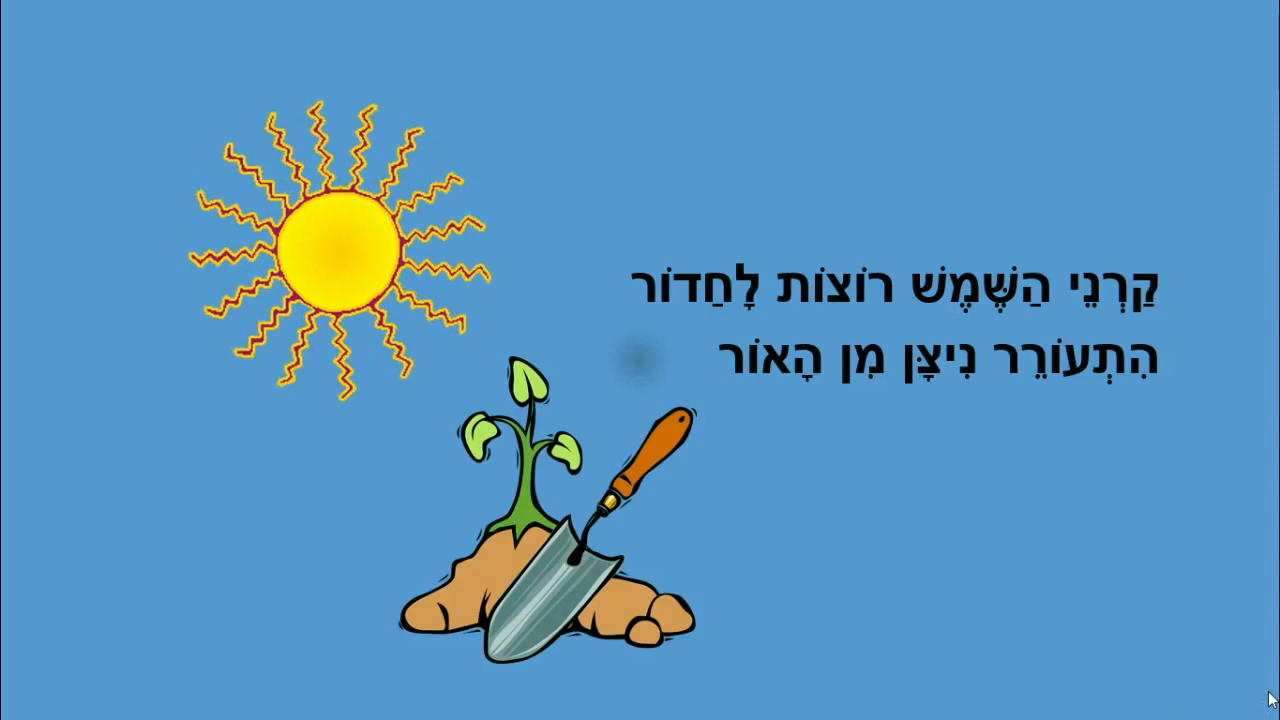 קַרְנֵי הַשֶּׁמֶשׁ רוֹצוֹת לָחַדוֹר
הִתְעוֹרֵר נִיצָּן מִן הָאוֹר